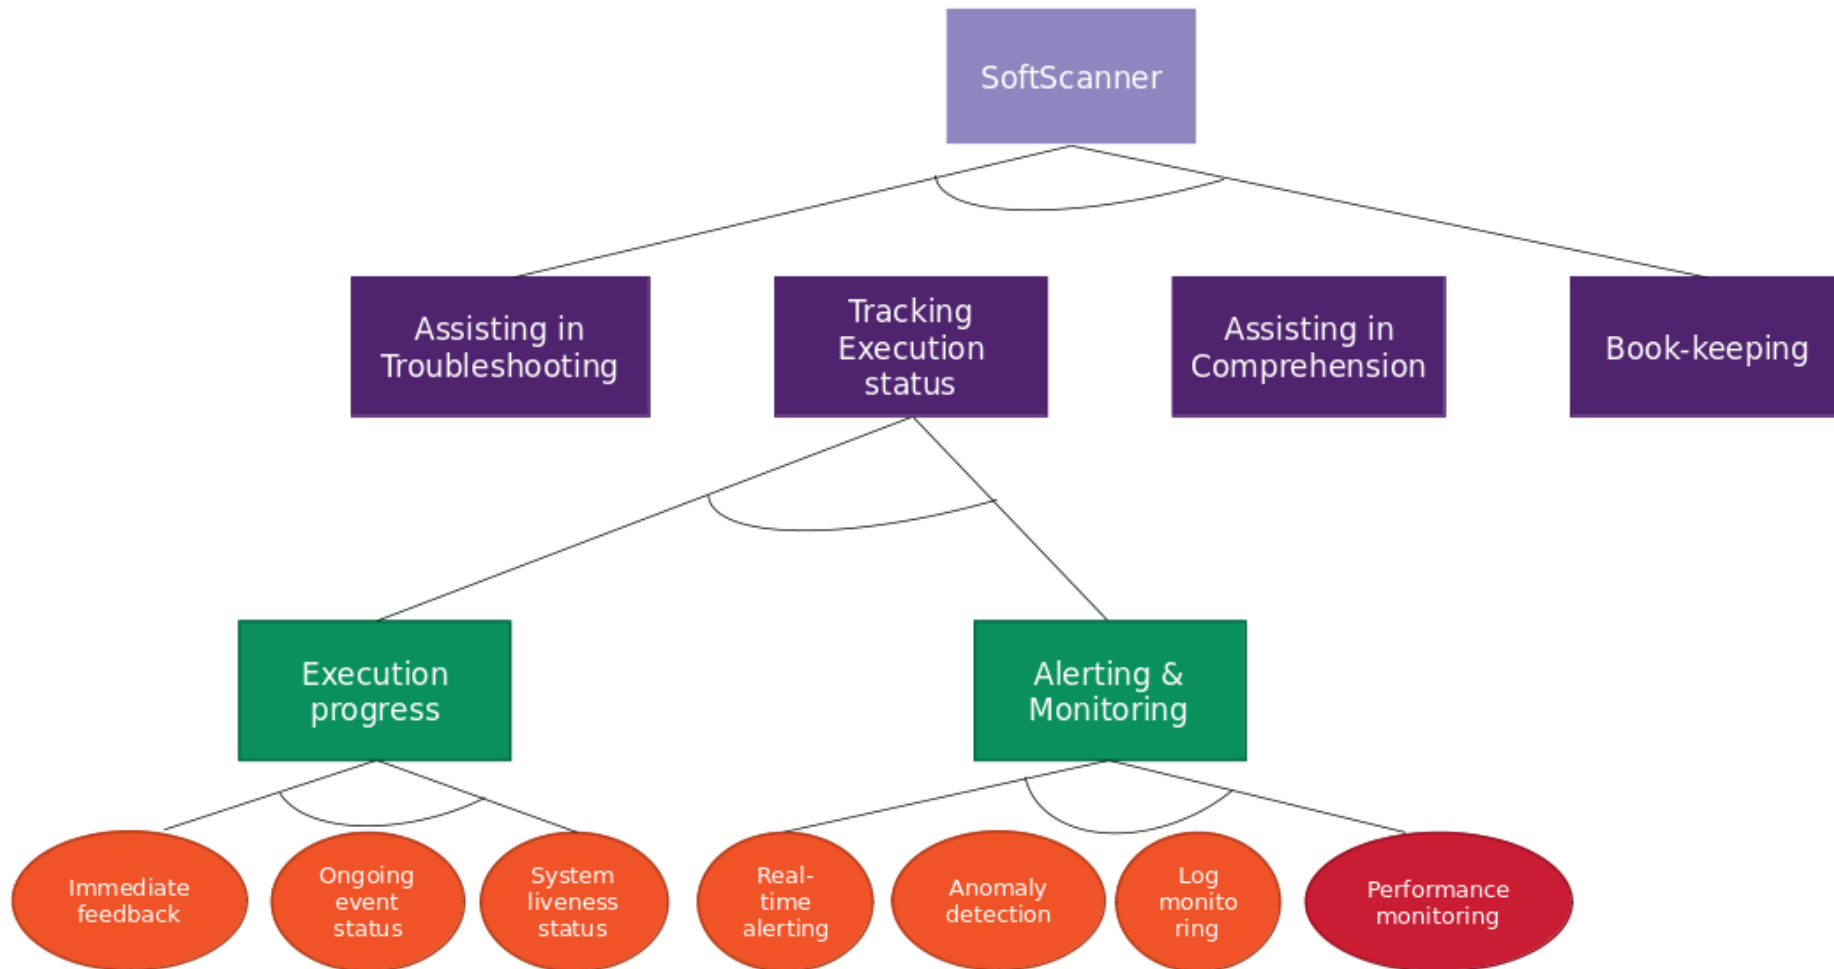 SoftScanner
Assisting in
Troubleshooting
Tracking
Execution
status
Assisting in
Comprehension
Book-keeping
Execution
progress
Alerting &
Monitoring
Immediate
feedback
Ongoing
event
status
System
liveness
status
Real-
time
alerting
Anomaly
detection
Log
monito
ring
Performance
monitoring